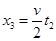 x₃ = v/2 t₂